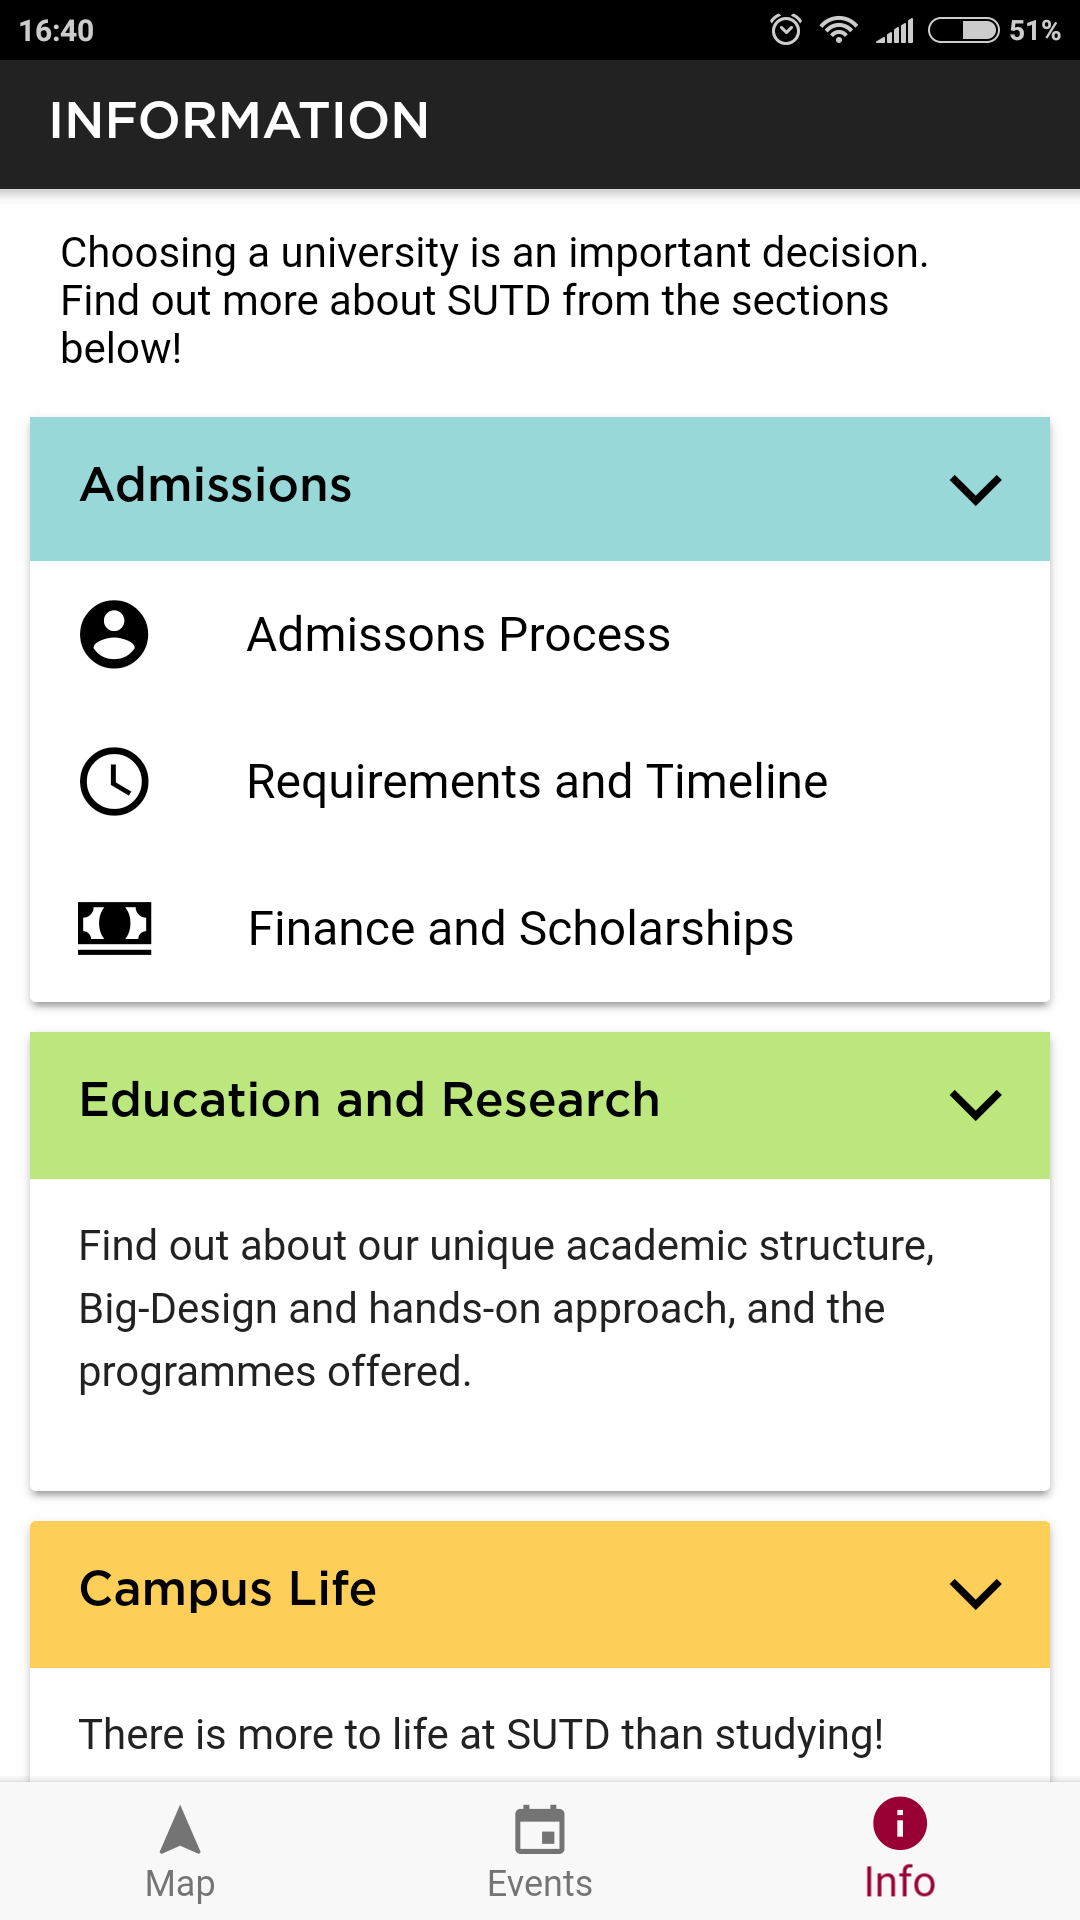 16:40
51%
INFORMATION
Choosing a university is an important decision.
Find out more about SUTD from the sections
below!
Admissions
Admissons Process
Requirements and Timeline
Finance and Scholarships
Education and Research
Find out about our unique academic structure,
Big-Design and hands-on approach, and the
programmes offered.
Campus Life
There is more to life at SUTD than studying!
Map
Events
Info